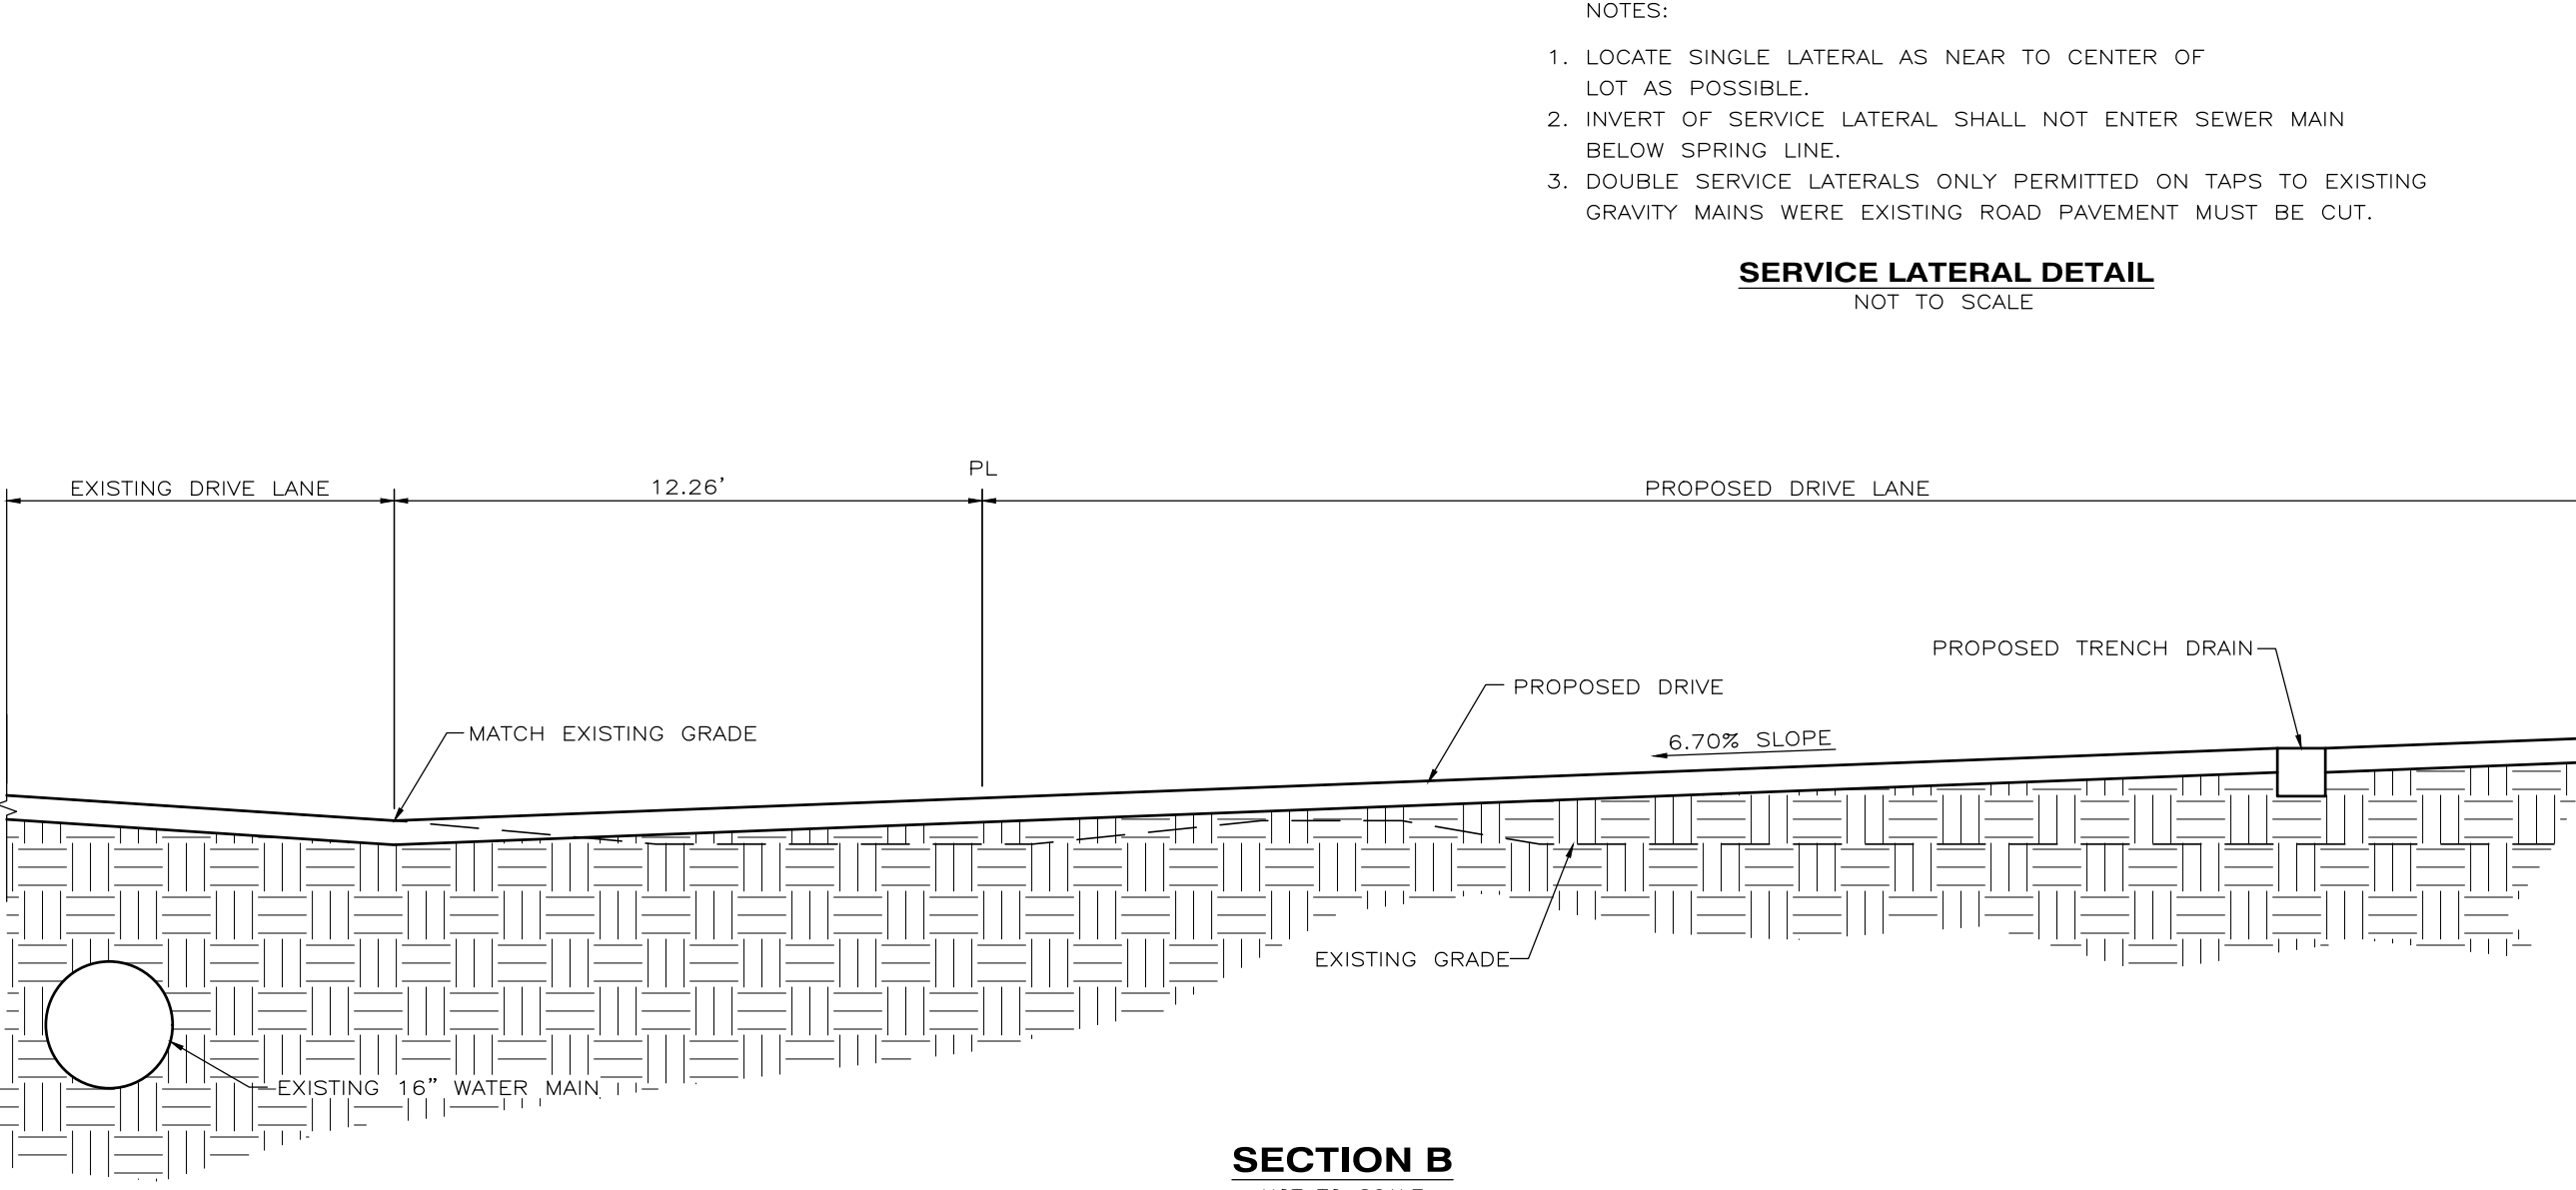 NOTES:
1. LOCATE SINGLE LATERAL AS NEAR TO CENTER OF
LOT AS POSSIBLE.
2. INVERT OF SERVICE LATERAL SHALL NOT ENTER SEWER MAIN
BELOW SPRING LINE.
3. DOUBLE SERVICE LATERALS ONLY PERMITTED ON TAPS TO EXISTING
GRAVITY MAINS WERE EXISTING ROAD PAVEMENT MUST BE CUT.
SERVICE LATERAL DETAIL
NOT TO SCALE
EXISTING DRIVE LANE
12.26'
PL
PROPOSED DRIVE LANE
PROPOSED TRENCH DRAIN
PROPOSED DRIVE
MATCH EXISTING GRADE
6.70% SLOPE
EXISTING GRADE
EXISTING 16" WATER MAIN
SECTION B